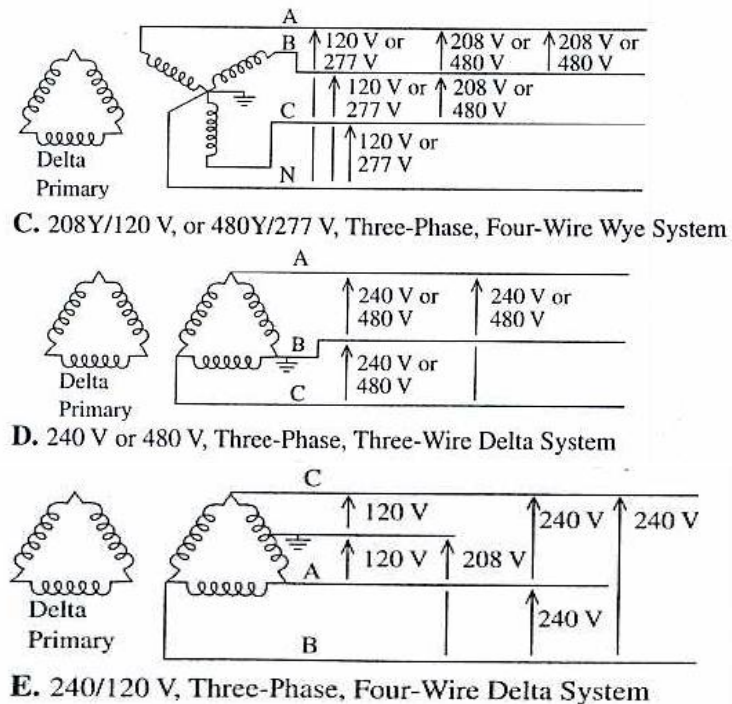 A
B
120 V or 208 V or 208 V or
277 V 480 V 480 V
120 V or 208 V or
277 V 480 V
C
120 V or
277 V
N
Delta
Primary
C. 208Y/120 V, or 480Y/277 V, Three-Phase, Four-Wire Wye System
A
240 V or 240 V or
480 V 480 V
B
240 V or
480 V
C
Delta
Primary
D. 240 V or 480 V, Three-Phase, Three-Wire Delta System
C
120 V 240 V 240 V
120 V 208 V
A
240 V
B
Delta
Primary
E. 240/120 V, Three-Phase, Four-Wire Delta System